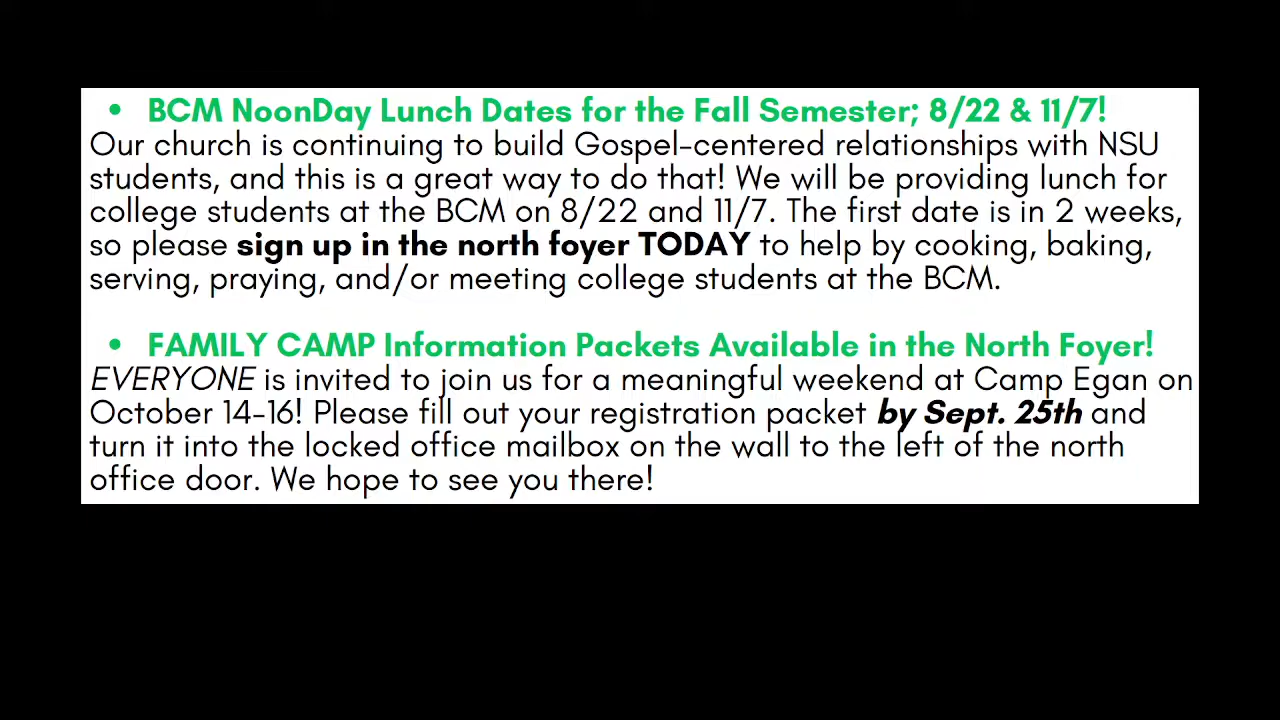 • BCM NoonDay Lunch Dates for the Fall Semester; 8/22 & 11/7!
Our church is continuing to build Gospel-centered relationships with NSU
students, and this is a great way to do that! We will be providing lunch for
college students at the BCM on 8/22 and 11/7. The first date is in 2 weeks,
so please sign up in the north foyer TODAY to help by cooking, baking,
serving, praying, and/or meeting college students at the BCM.
• FAMILY CAMP Information Packets Available in the North Foyer!
EVERYONE is invited to join us for a meaningful weekend at Camp Egan on
October 14-16! Please fill out your registration packet by Sept. 25th and
turn it into the locked office mailbox on the wall to the left of the north
office door. We hope to see you there!